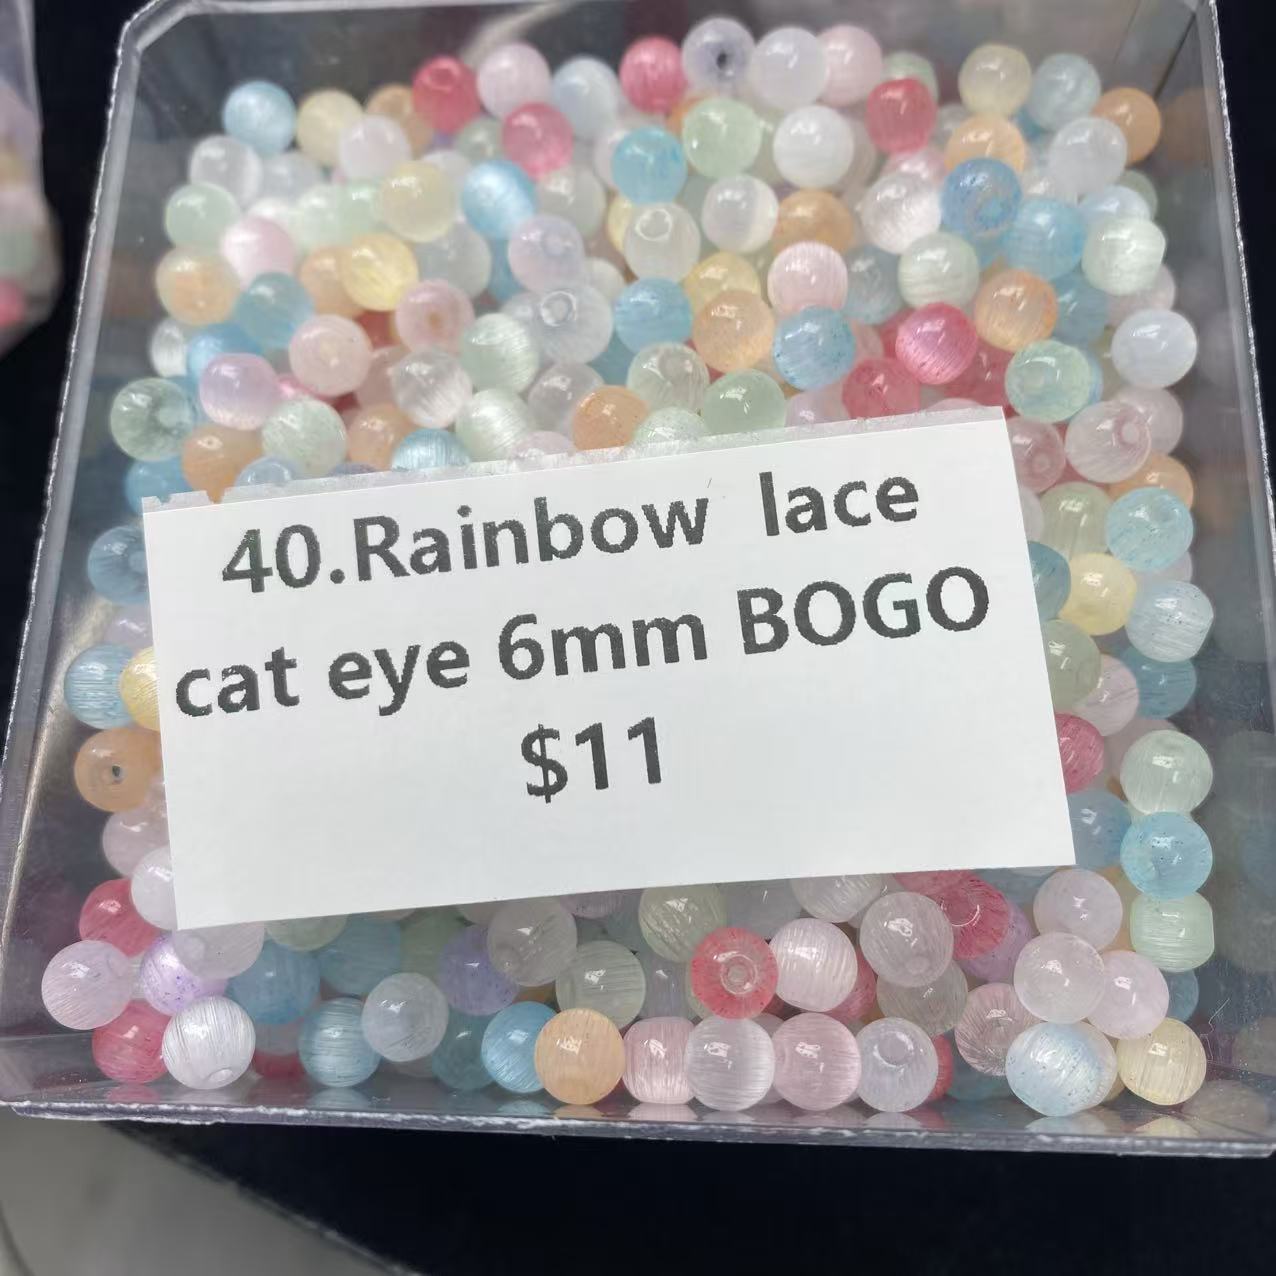 40.Rainbow lace
cat eye 6mm BOGO
$11